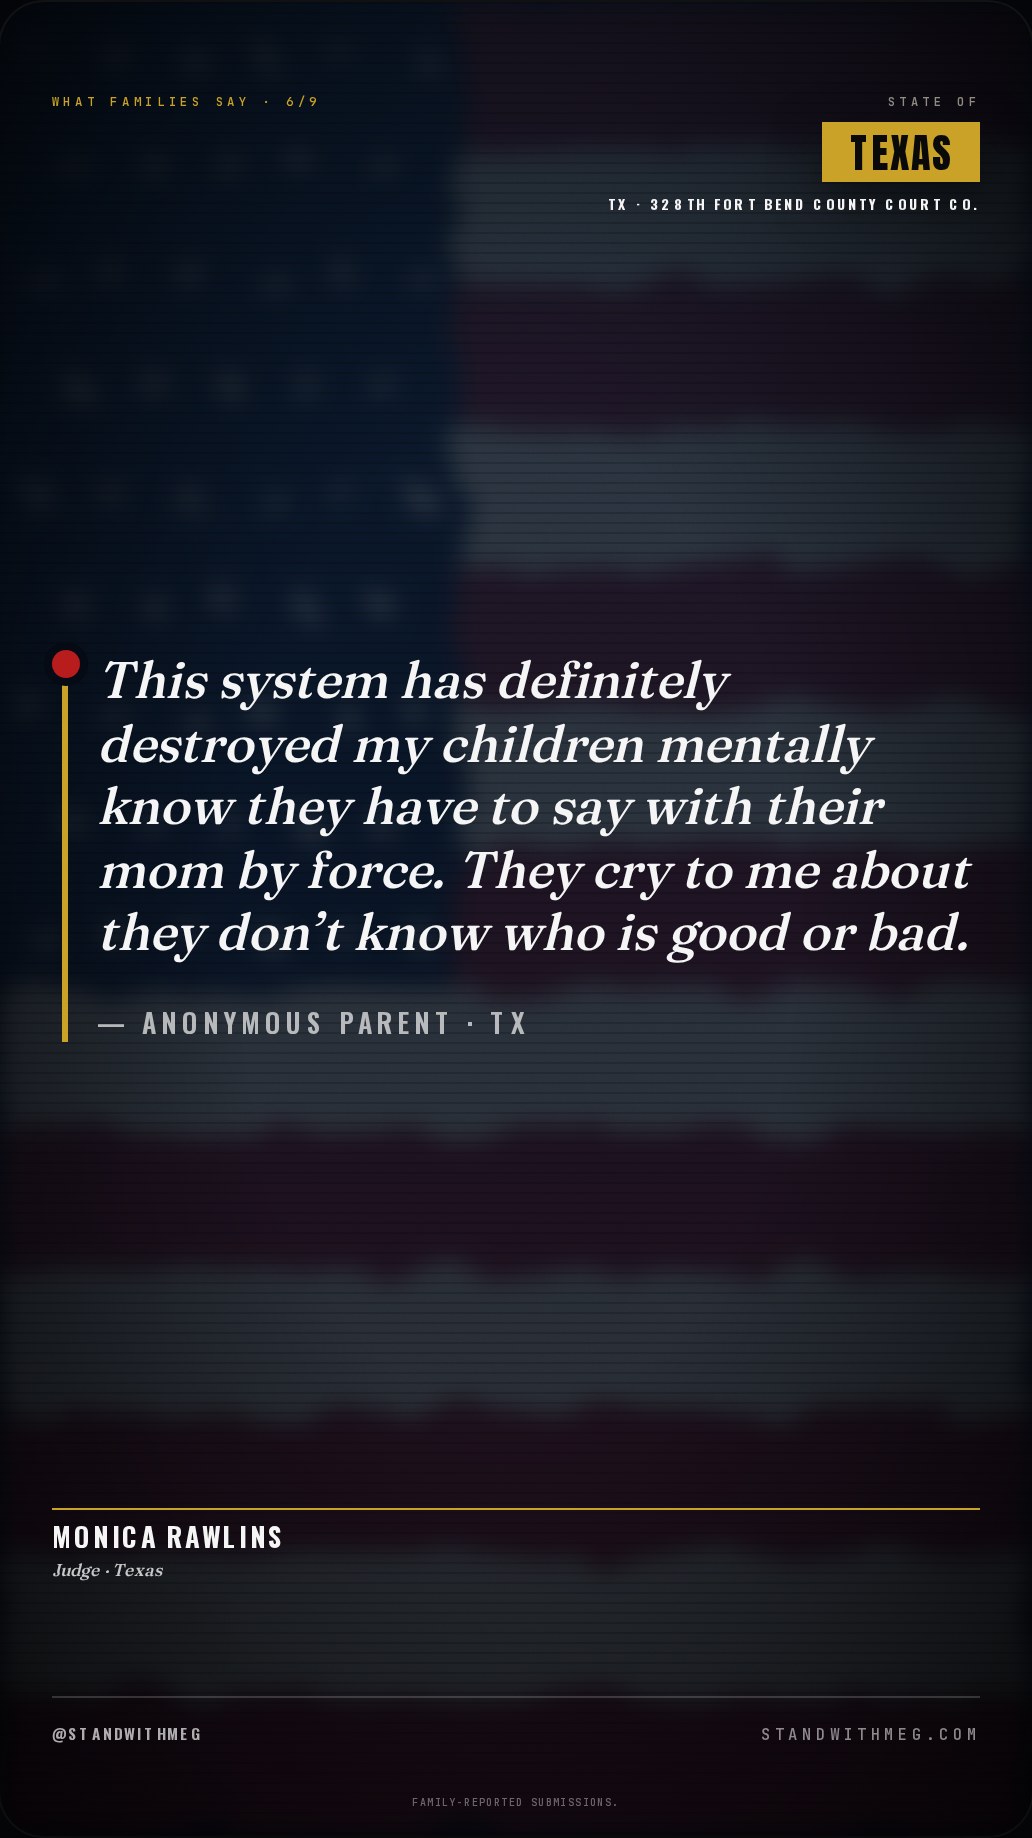 WHAT FAMILIES SAY · 6/9
STATE OF
TEXAS
TX · 328TH FORT BEND COUNTY COURT CO.
This system has definitely
destroyed my children mentally
know they have to say with their
mom by force. They cry to me about
they don’t know who is good or bad.
— ANONYMOUS PARENT · TX
MONICA RAWLINS
Judge · Texas
@STANDWITHMEG
STANDWITHMEG.COM
FAMILY-REPORTED SUBMISSIONS.